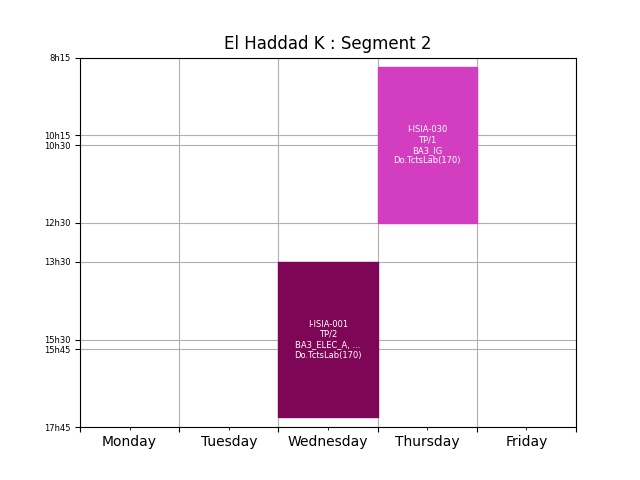 El Haddad K : Segment 2
8h15
10h15
10h30
12h30
13h30
15h30
15h45
17h45
I-ISIA-030
TP/1
BA3_IG
Do.TctsLab(170)
I-ISIA-001
TP/2
BA3_ELEC_A, ...
Do.TctsLab(170)
Monday
Tuesday
Wednesday
Thursday
Friday